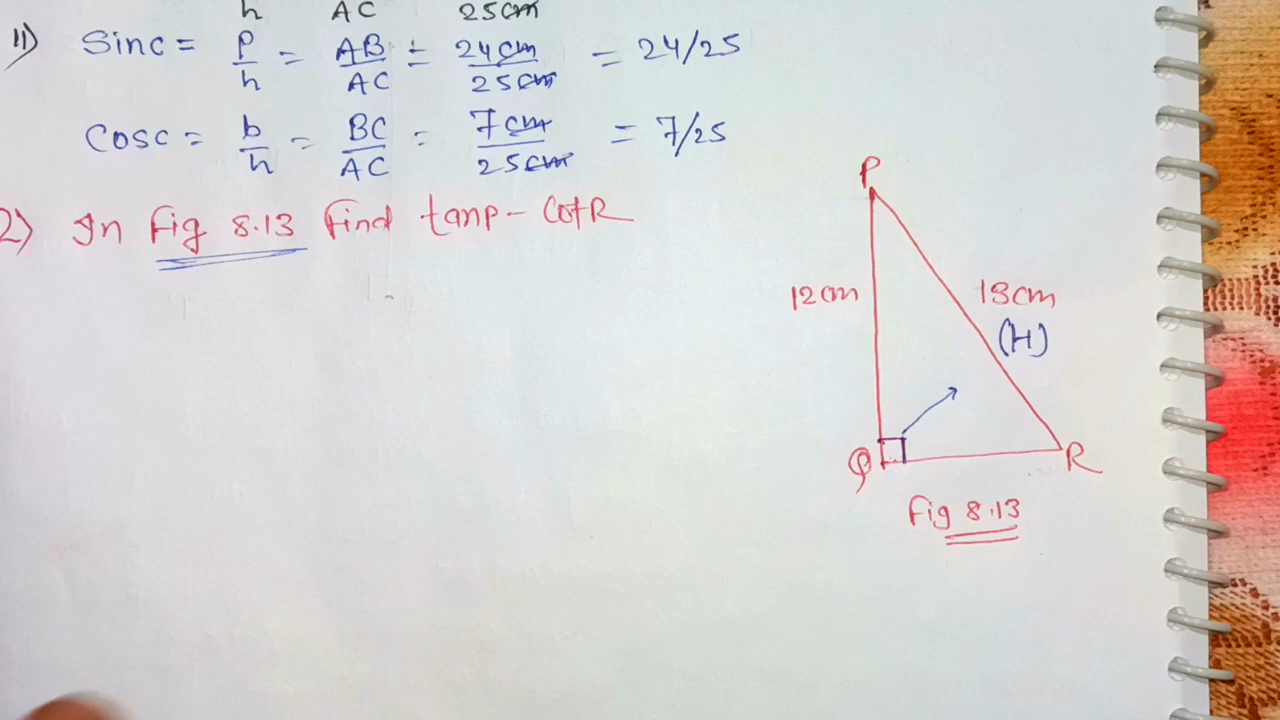 h AC 25cm
11) Sinc = P/h = AB/AC = 24cm/25cm = 24/25
Cosc = b/h = BC/AC = 7cm/25cm = 7/25
2) In Fig 8.13 Find tanp - CotR
P
12cm
13cm
(H)
Q
R
Fig 8.13